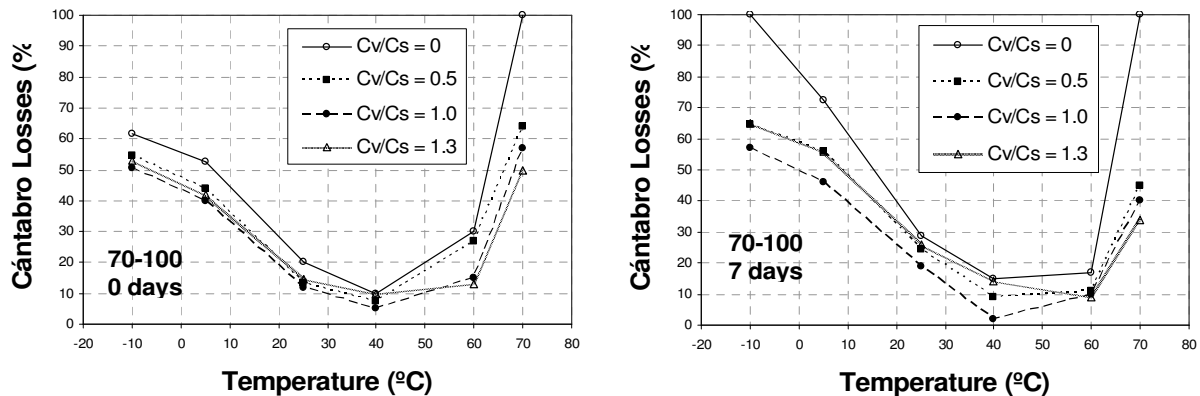 Cántabro Losses (%
100
90
80
70
60
50
40
30
20
10
0
-20 -10 0 10 20 30 40 50 60 70 80
Temperature (ºC)
Cv/Cs = 0
Cv/Cs = 0.5
Cv/Cs = 1.0
Cv/Cs = 1.3
70-100
0 days
Cántabro Losses (%
100
90
80
70
60
50
40
30
20
10
0
-20 -10 0 10 20 30 40 50 60 70 80
Temperature (ºC)
Cv/Cs = 0
Cv/Cs = 0.5
Cv/Cs = 1.0
Cv/Cs = 1.3
70-100
7 days